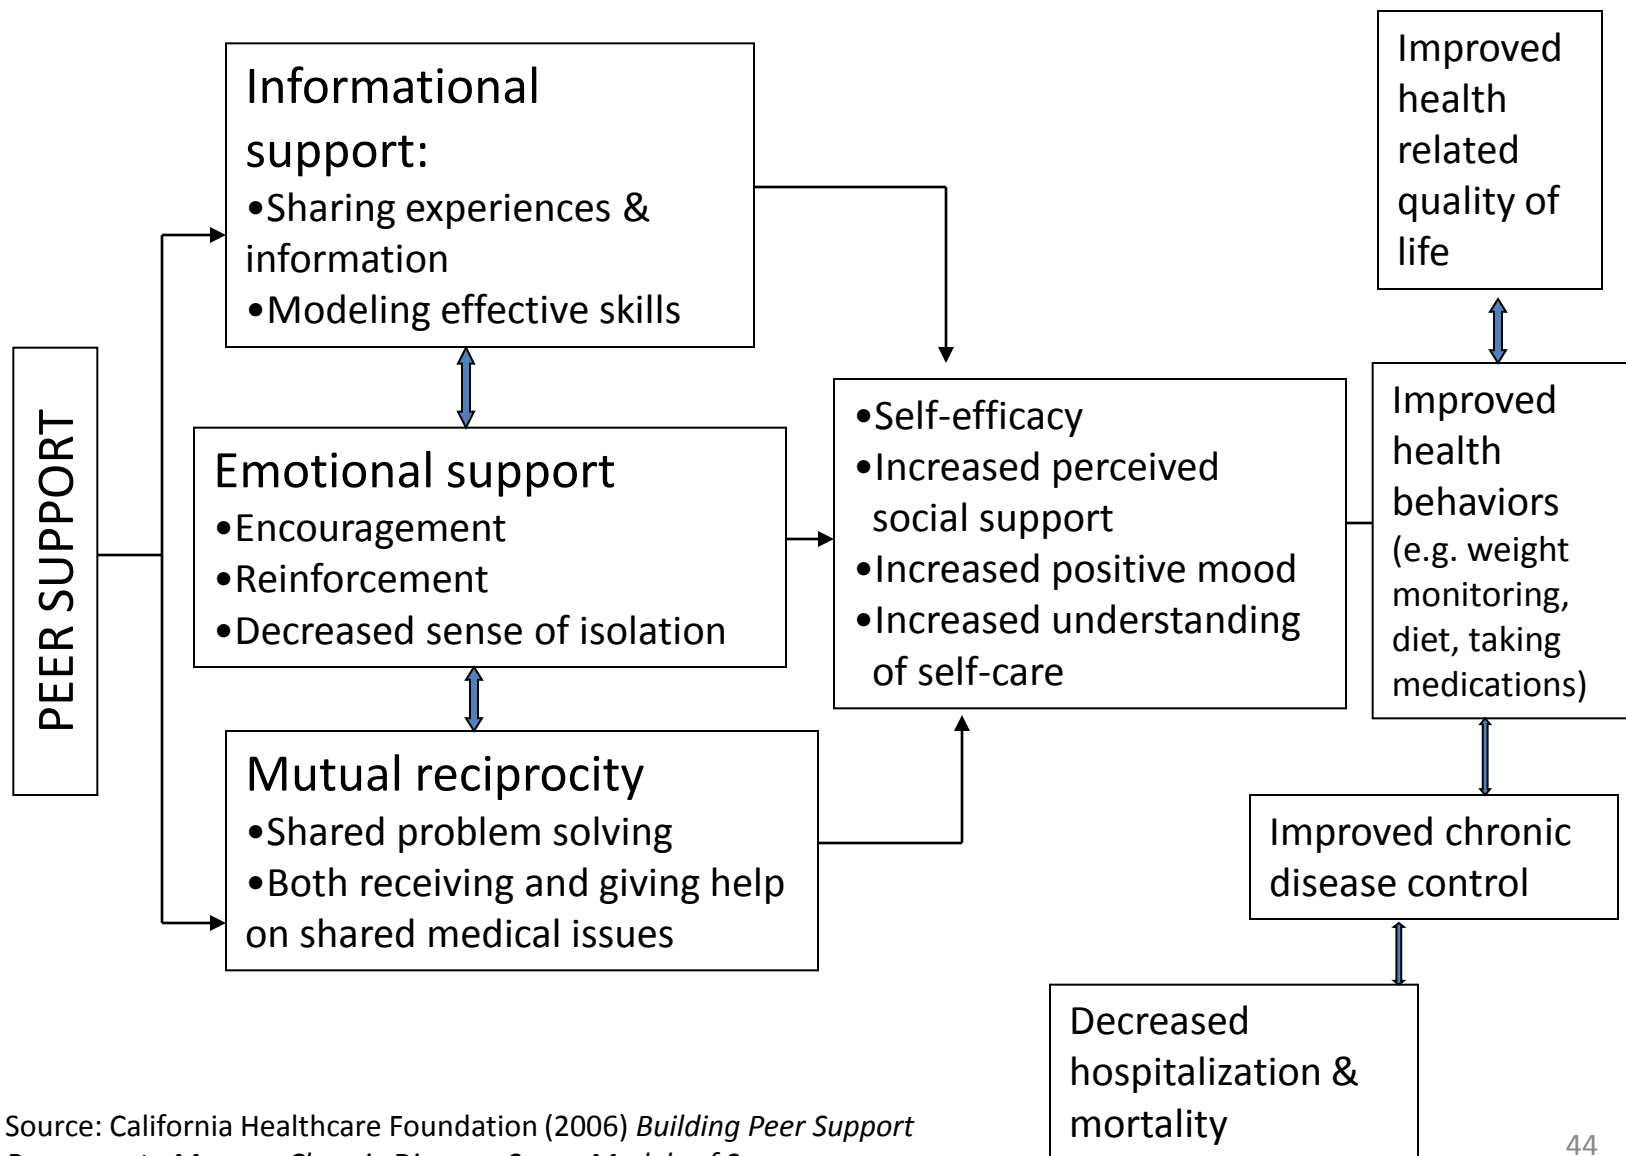 PEER SUPPORT
Informational
support:
•Sharing experiences &
information
•Modeling effective skills
Emotional support
•Encouragement
•Reinforcement
•Decreased sense of isolation
Mutual reciprocity
•Shared problem solving
•Both receiving and giving help
on shared medical issues
•Self-efficacy
•Increased perceived
social support
•Increased positive mood
•Increased understanding
of self-care
Improved
health
related
quality of
life
Improved
health
behaviors
(e.g. weight
monitoring,
diet, taking
medications)
Improved chronic
disease control
Decreased
hospitalization &
mortality
Source: California Healthcare Foundation (2006) Building Peer Support
44